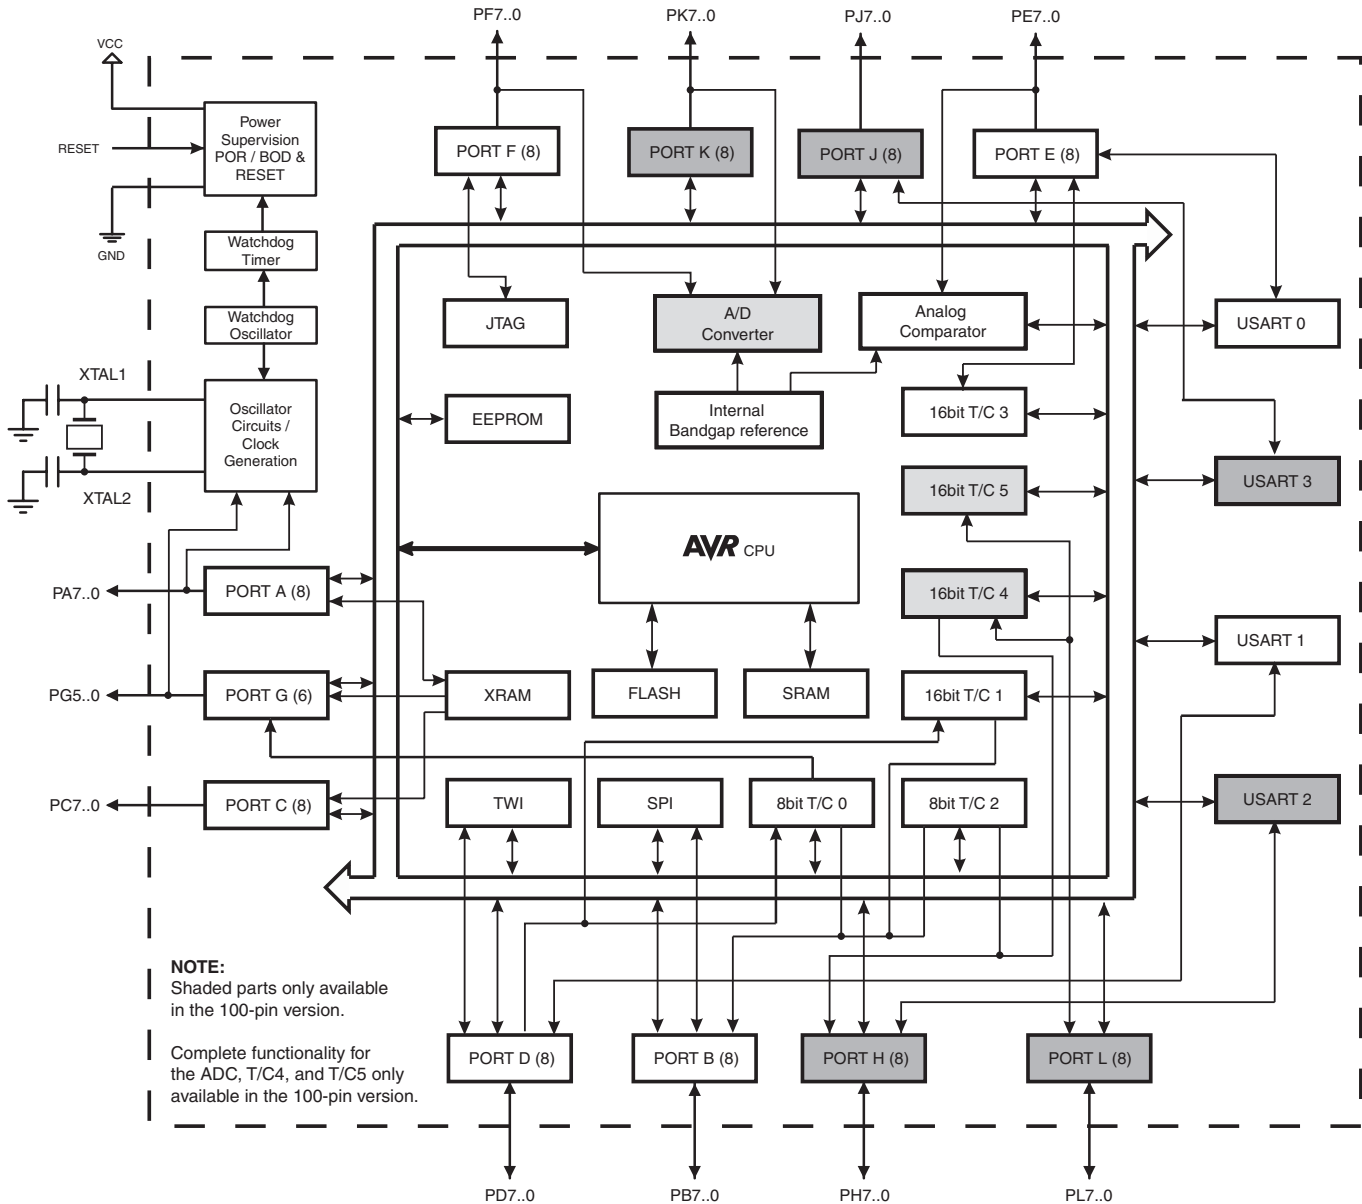 PF7..0
PK7..0
PJ7..0
PE7..0
VCC
RESET
GND
Power
Supervision
POR / BOD &
RESET
PORT F (8)
PORT K (8)
PORT J (8)
PORT E (8)
Watchdog
Timer
Watchdog
Oscillator
JTAG
A/D
Converter
Analog
Comparator
USART 0
XTAL1
XTAL2
Oscillator
Circuits /
Clock
Generation
EEPROM
Internal
Bandgap reference
16bit T/C 3
16bit T/C 5
USART 3
AVR CPU
PA7..0
PORT A (8)
16bit T/C 4
USART 1
PG5..0
PORT G (6)
XRAM
FLASH
SRAM
16bit T/C 1
PC7..0
PORT C (8)
TWI
SPI
8bit T/C 0
8bit T/C 2
USART 2
NOTE:
Shaded parts only available
in the 100-pin version.
Complete functionality for
the ADC, T/C4, and T/C5 only
available in the 100-pin version.
PORT D (8)
PORT B (8)
PORT H (8)
PORT L (8)
PD7..0
PB7..0
PH7..0
PL7..0